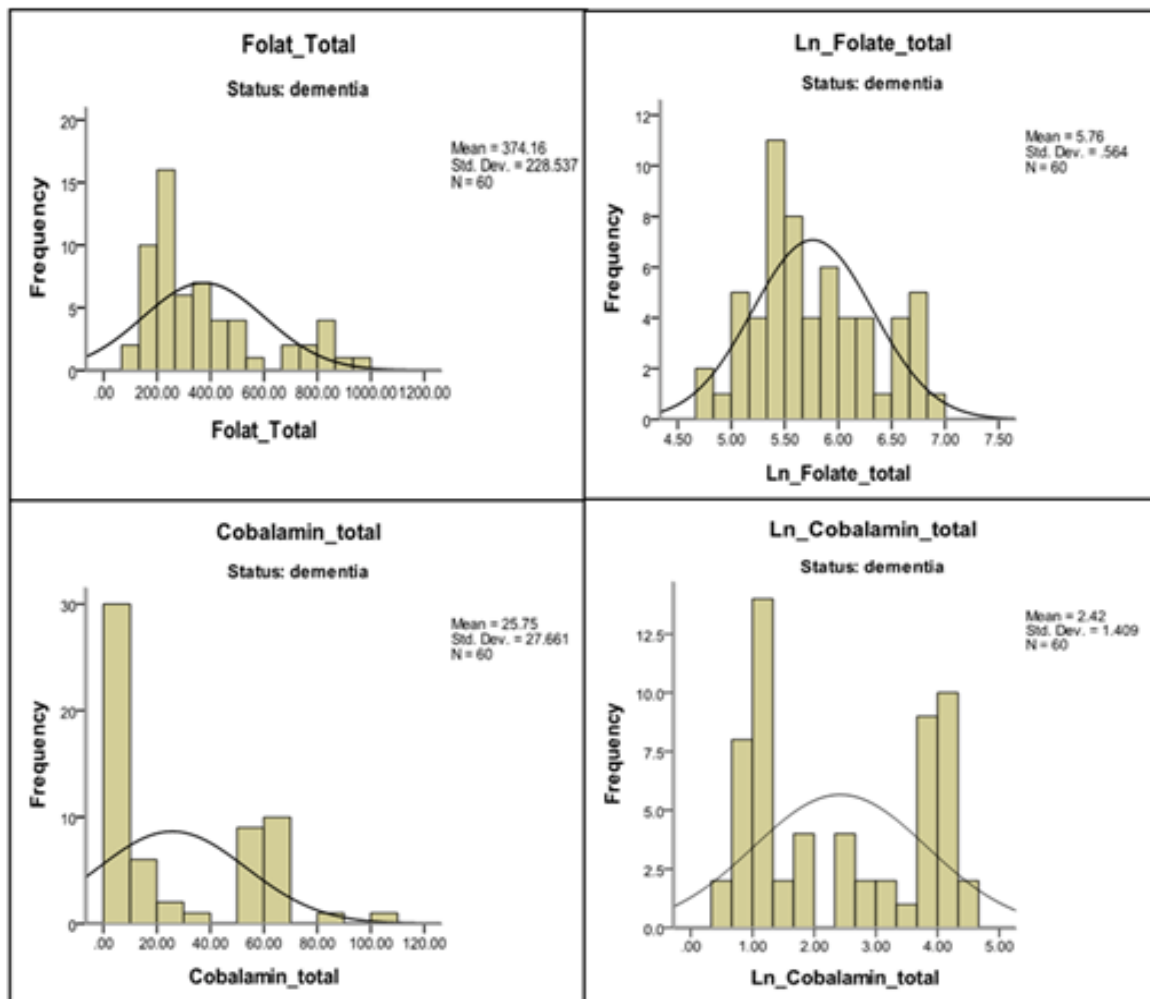 Folat_Total
Status: dementia
Mean = 374.16
Std. Dev. = 228.537
N = 60
Frequency
20
15
10
5
0
.00 200.00 400.00 600.00 800.00 1000.00 1200.00
Folat_Total
Ln_Folate_total
Status: dementia
Mean = 5.76
Std. Dev. = .564
N = 60
Frequency
12
10
8
6
4
2
0
4.50 5.00 5.50 6.00 6.50 7.00 7.50
Ln_Folate_total
Cobalamin_total
Status: dementia
Mean = 25.75
Std. Dev. = 27.661
N = 60
Frequency
30
20
10
0
.00 20.00 40.00 60.00 80.00 100.00 120.00
Cobalamin_total
Ln_Cobalamin_total
Status: dementia
Mean = 2.42
Std. Dev. = 1.409
N = 60
Frequency
12.5
10.0
7.5
5.0
2.5
0.0
.00 1.00 2.00 3.00 4.00 5.00
Ln_Cobalamin_total